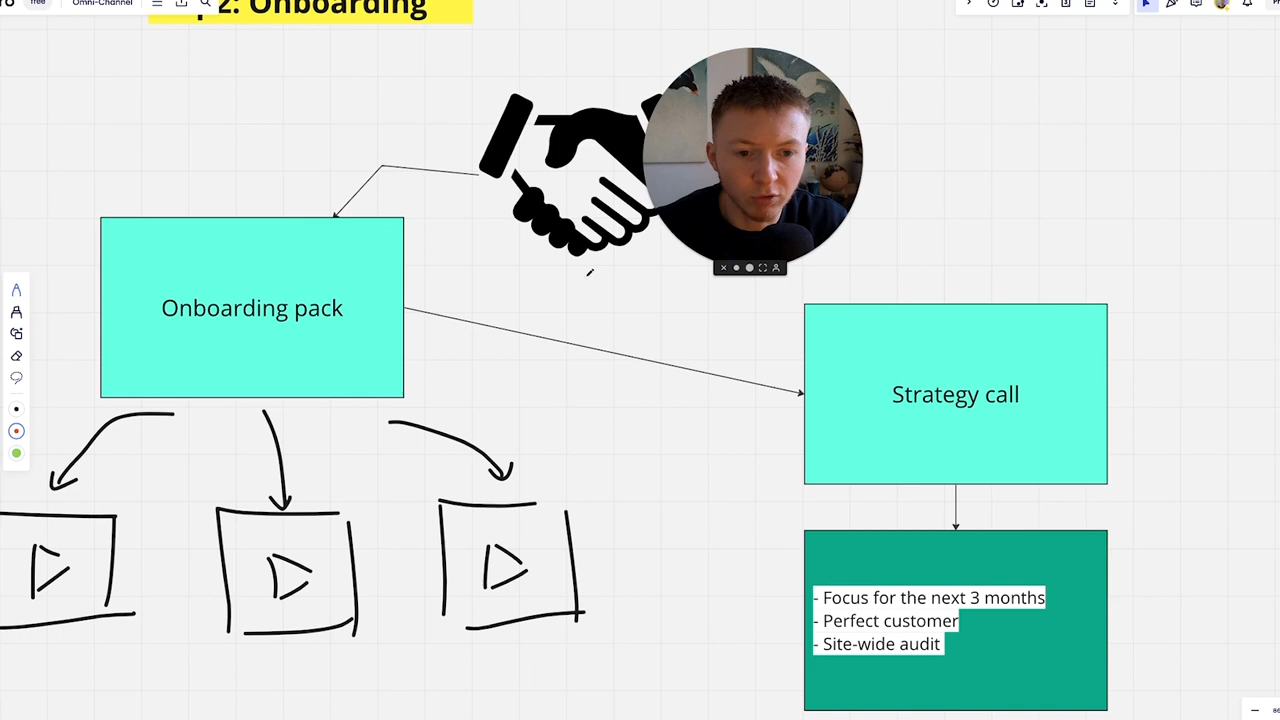 free
Omni-Channel
2: Onboarding
Onboarding pack
Strategy call
- Focus for the next 3 months
- Perfect customer
- Site-wide audit